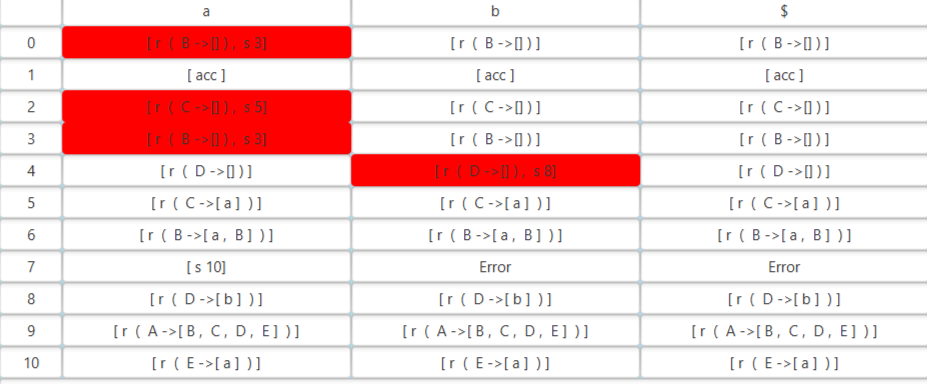 a b $
0 [ r ( B ->[] ) , s 3] [ r ( B ->[] ) ] [ r ( B ->[] ) ]
1 [ acc ] [ acc ] [ acc ]
2 [ r ( C ->[] ) , s 5] [ r ( C ->[] ) ] [ r ( C ->[] ) ]
3 [ r ( B ->[] ) , s 3] [ r ( B ->[] ) ] [ r ( B ->[] ) ]
4 [ r ( D ->[] ) ] [ r ( D ->[] ) , s 8] [ r ( D ->[] ) ]
5 [ r ( C ->[ a ] ) ] [ r ( C ->[ a ] ) ] [ r ( C ->[ a ] ) ]
6 [ r ( B ->[ a , B ] ) ] [ r ( B ->[ a , B ] ) ] [ r ( B ->[ a , B ] ) ]
7 [ s 10] Error Error
8 [ r ( D ->[ b ] ) ] [ r ( D ->[ b ] ) ] [ r ( D ->[ b ] ) ]
9 [ r ( A ->[ B , C , D , E ] ) ] [ r ( A ->[ B , C , D , E ] ) ] [ r ( A ->[ B , C , D , E ] ) ]
10 [ r ( E ->[ a ] ) ] [ r ( E ->[ a ] ) ] [ r ( E ->[ a ] ) ]